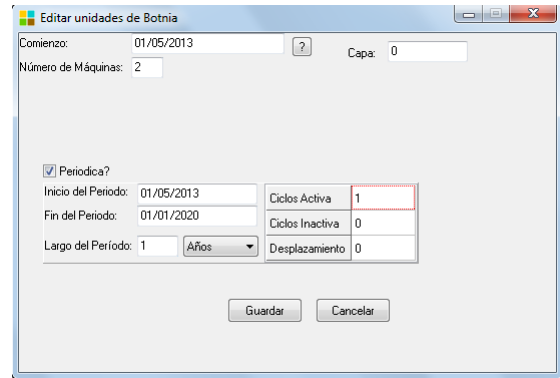 Editar unidades de Botnia
Comienzo: 01/05/2013 ? Capa: 0
Número de Máquinas: 2
Periodica?
Inicio del Periodo: 01/05/2013 Ciclos Activa 1
Fin del Periodo: 01/01/2020 Ciclos Inactiva 0
Largo del Período: 1 Años Desplazamiento 0
Guardar Cancelar